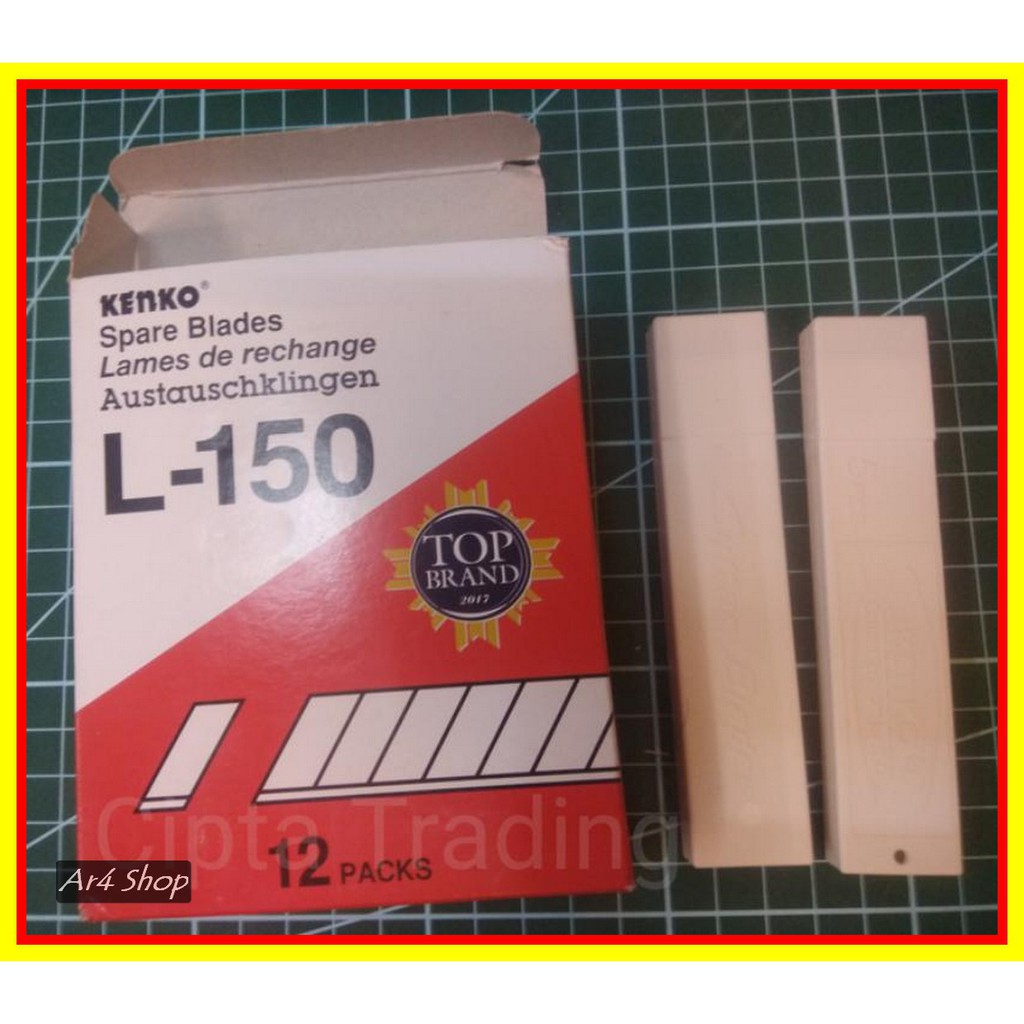 KENKO®
Spare Blades
Lames de rechange
Austauschklingen
L-150
TOP
BRAND
2017
Cipta Trading
12 PACKS
Ar4 Shop